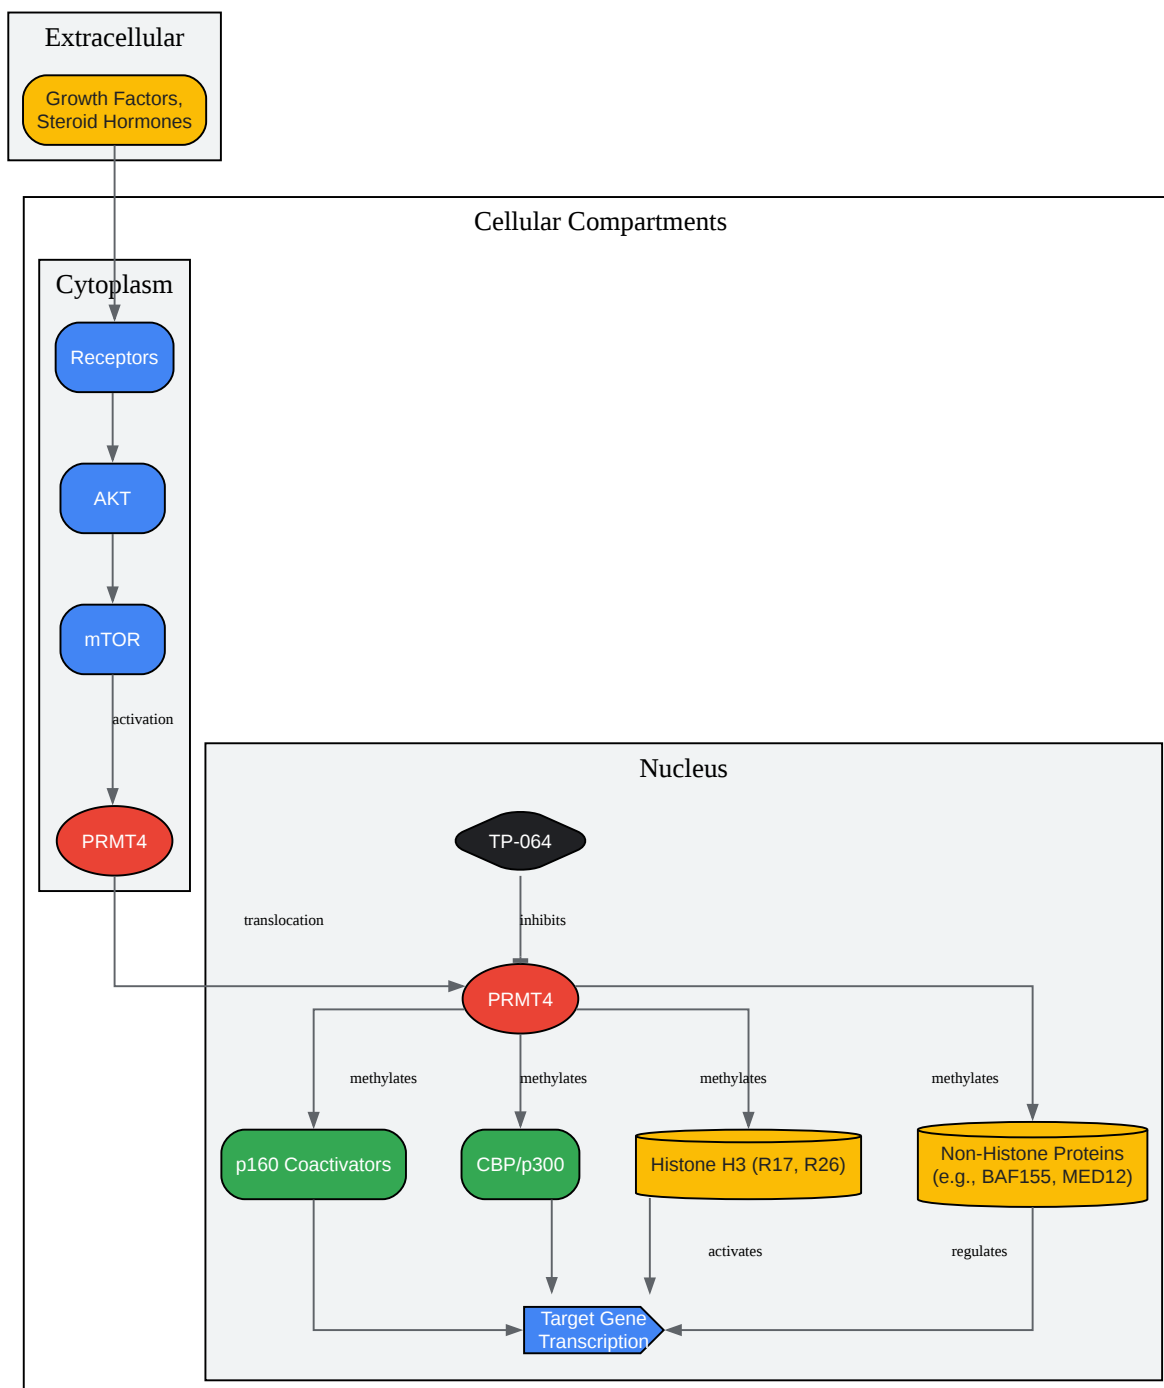 Extracellular
Growth Factors,
Steroid Hormones
Cellular Compartments
Cytoplasm
Receptors
AKT
mTOR
activation
PRMT4
Nucleus
TP-064
translocation
inhibits
PRMT4
methylates
methylates
methylates
methylates
p160 Coactivators
CBP/p300
Histone H3 (R17, R26)
Non-Histone Proteins
(e.g., BAF155, MED12)
activates
regulates
Target Gene
Transcription